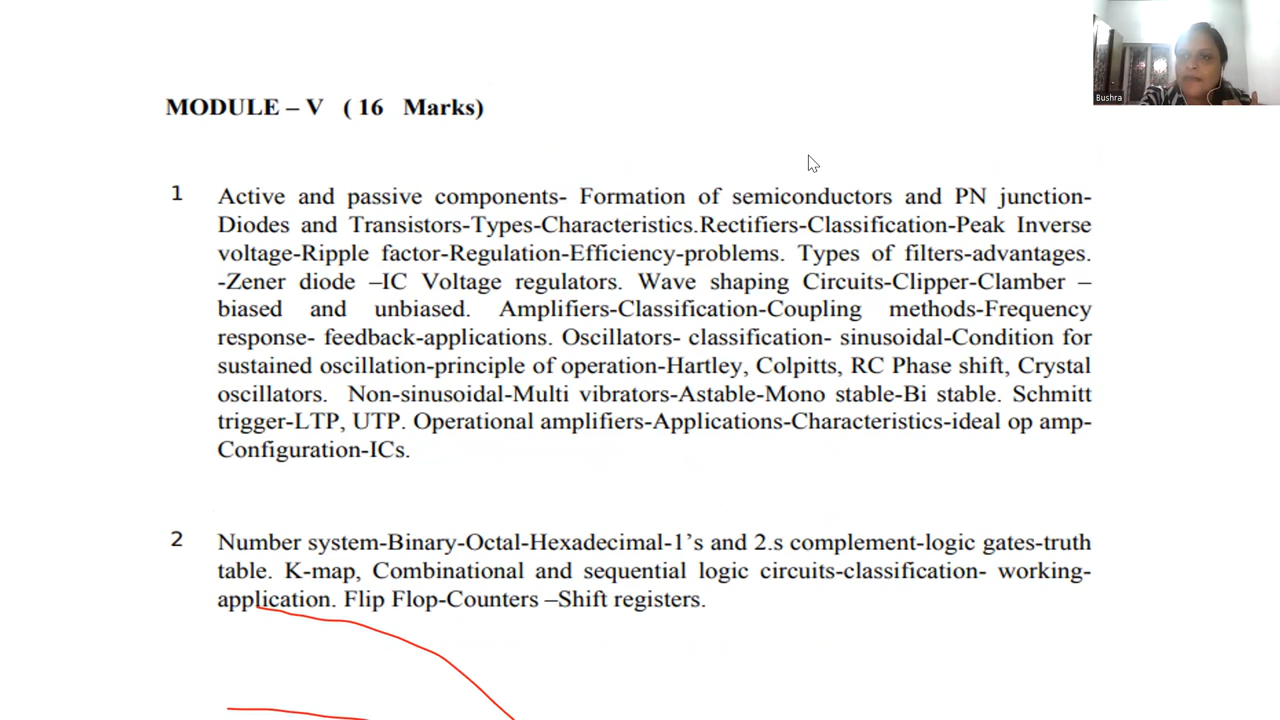 Bushra
MODULE – V ( 16 Marks)
1 Active and passive components- Formation of semiconductors and PN junction-
Diodes and Transistors-Types-Characteristics.Rectifiers-Classification-Peak Inverse
voltage-Ripple factor-Regulation-Efficiency-problems. Types of filters-advantages.
-Zener diode –IC Voltage regulators. Wave shaping Circuits-Clipper-Clamber –
biased and unbiased. Amplifiers-Classification-Coupling methods-Frequency
response- feedback-applications. Oscillators- classification- sinusoidal-Condition for
sustained oscillation-principle of operation-Hartley, Colpitts, RC Phase shift, Crystal
oscillators. Non-sinusoidal-Multi vibrators-Astable-Mono stable-Bi stable. Schmitt
trigger-LTP, UTP. Operational amplifiers-Applications-Characteristics-ideal op amp-
Configuration-ICs.
2 Number system-Binary-Octal-Hexadecimal-1's and 2.s complement-logic gates-truth
table. K-map, Combinational and sequential logic circuits-classification- working-
application. Flip Flop-Counters –Shift registers.